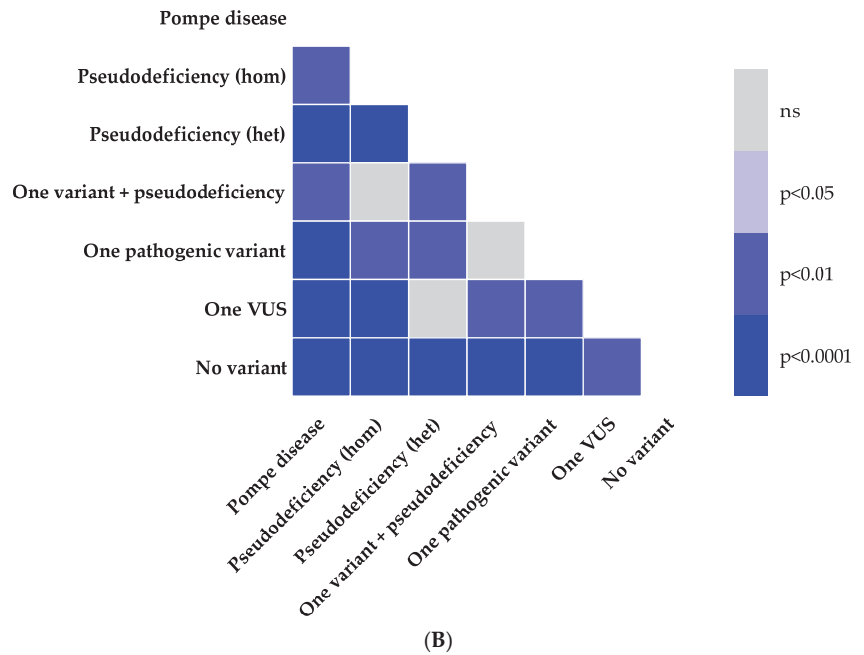 Pompe disease
Pseudodeficiency (hom)
Pseudodeficiency (het)
One variant + pseudodeficiency
One pathogenic variant
One VUS
No variant
Pompe disease
Pseudodeficiency (hom)
Pseudodeficiency (het)
One variant + pseudodeficiency
One pathogenic variant
One VUS
No variant
ns
p<0.05
p<0.01
p<0.0001
(B)